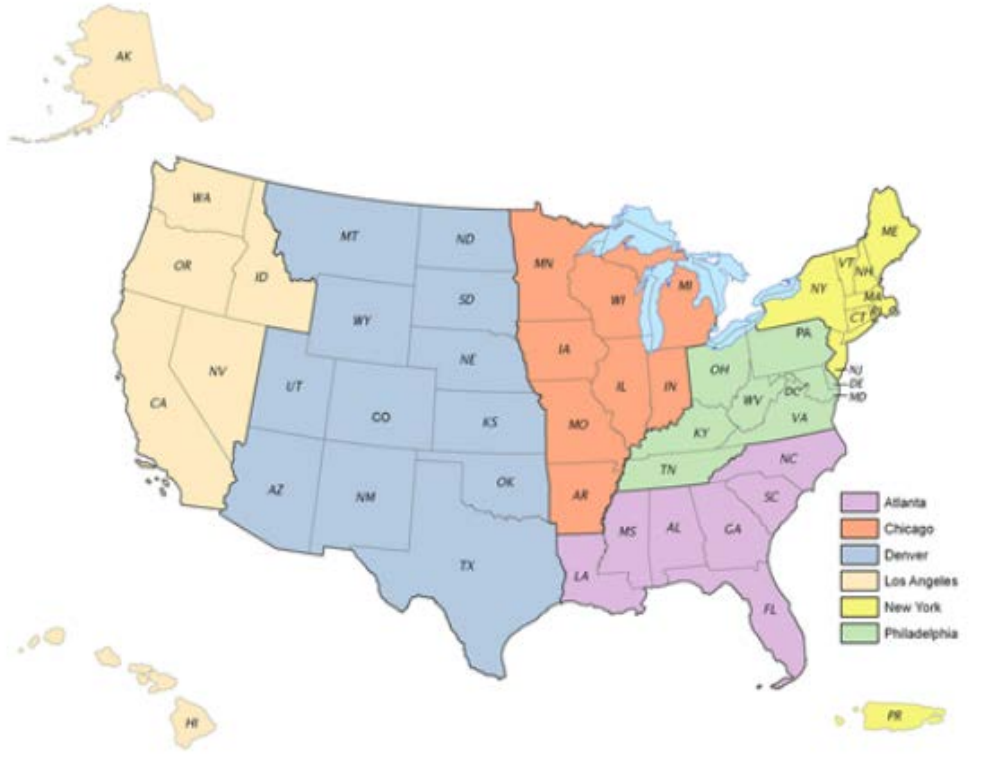 AK
WA
MT
ND
MN
ME
OR
ID
VT
NH
WI
MI
NY
MA
SD
WY
CT
PA
NE
IA
OH
NV
UT
IL
IN
NJ
DE
MD
CA
CO
KS
MO
WV
DC
VA
KY
TN
NC
AZ
NM
OK
AR
SC
MS
AL
GA
TX
LA
FL
Atlanta
Chicago
Denver
Los Angeles
New York
Philadelphia
HI
PR